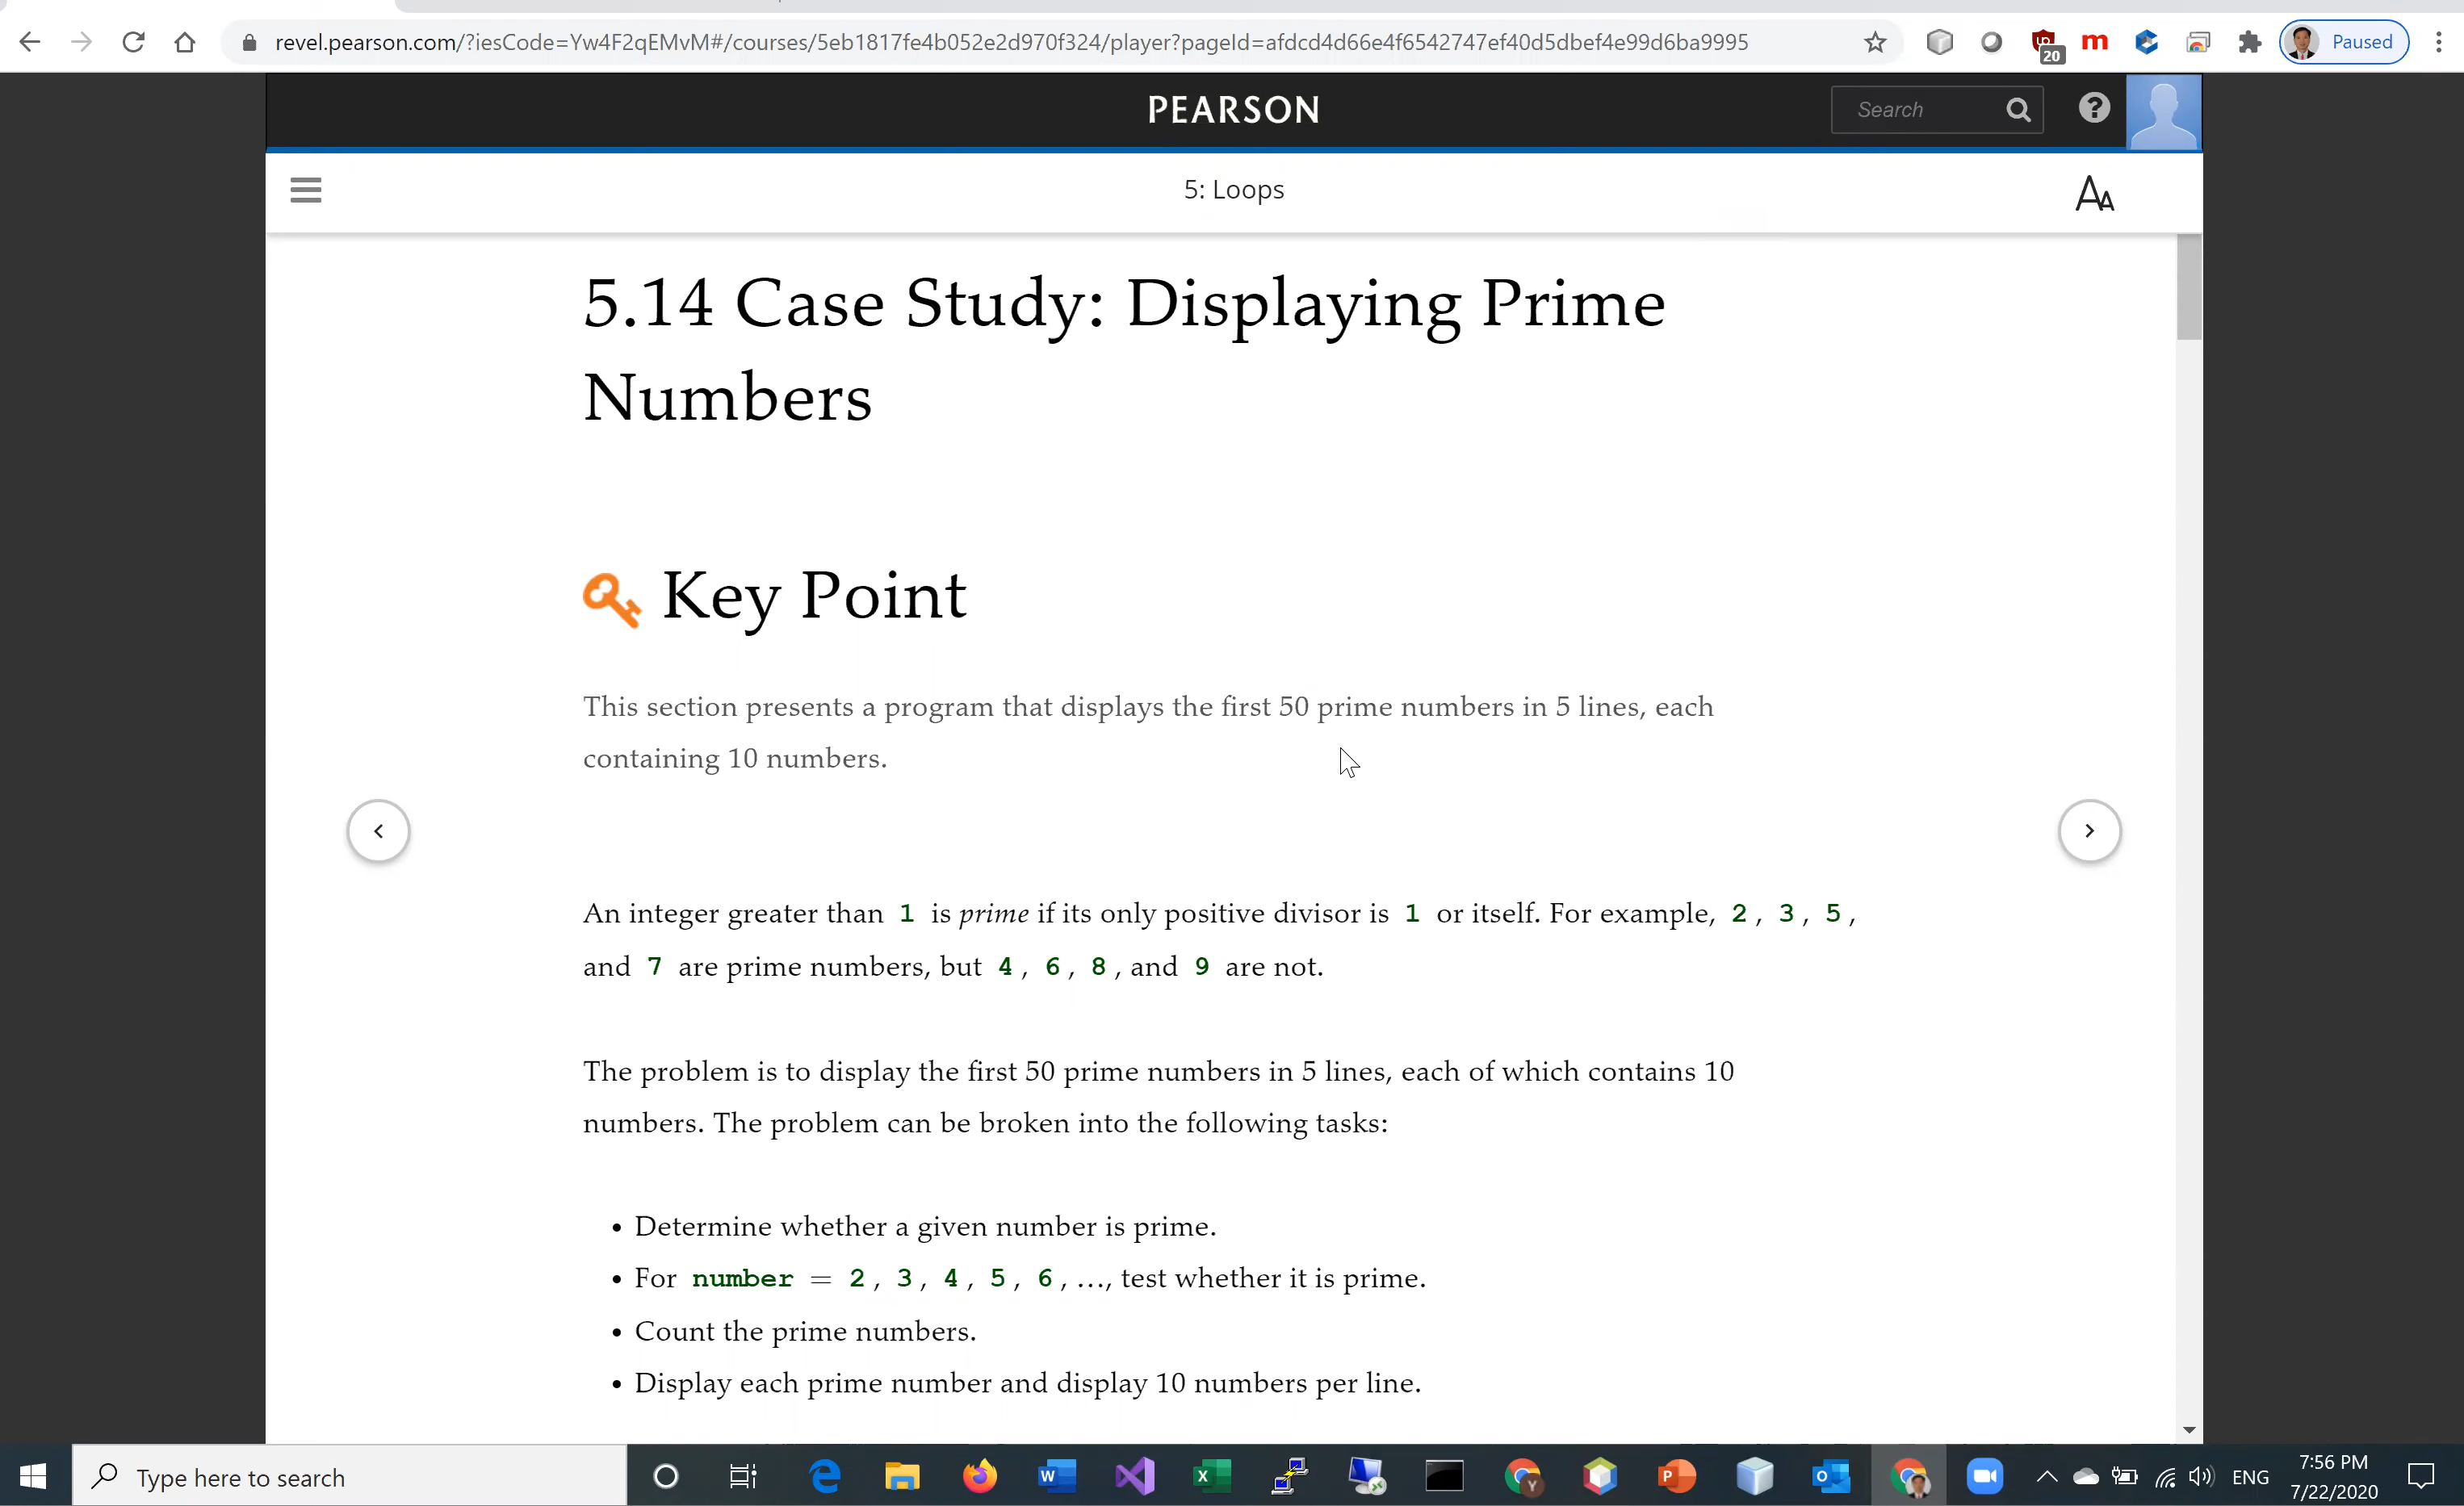 revel.pearson.com/?iesCode=Yw4F2qEMvM#/courses/5eb1817fe4b052e2d970f324/player?pageId=afdcd4d66e4f6542747ef40d5dbef4e99d6ba9995
20
m
Paused
PEARSON
Search
?
5: Loops
AA
5.14 Case Study: Displaying Prime
Numbers
Key Point
This section presents a program that displays the first 50 prime numbers in 5 lines, each
containing 10 numbers.
An integer greater than 1 is prime if its only positive divisor is 1 or itself. For example, 2, 3, 5,
and 7 are prime numbers, but 4, 6, 8, and 9 are not.
The problem is to display the first 50 prime numbers in 5 lines, each of which contains 10
numbers. The problem can be broken into the following tasks:
• Determine whether a given number is prime.
• For number = 2, 3, 4, 5, 6, ..., test whether it is prime.
• Count the prime numbers.
• Display each prime number and display 10 numbers per line.
Type here to search
ENG
7:56 PM
7/22/2020